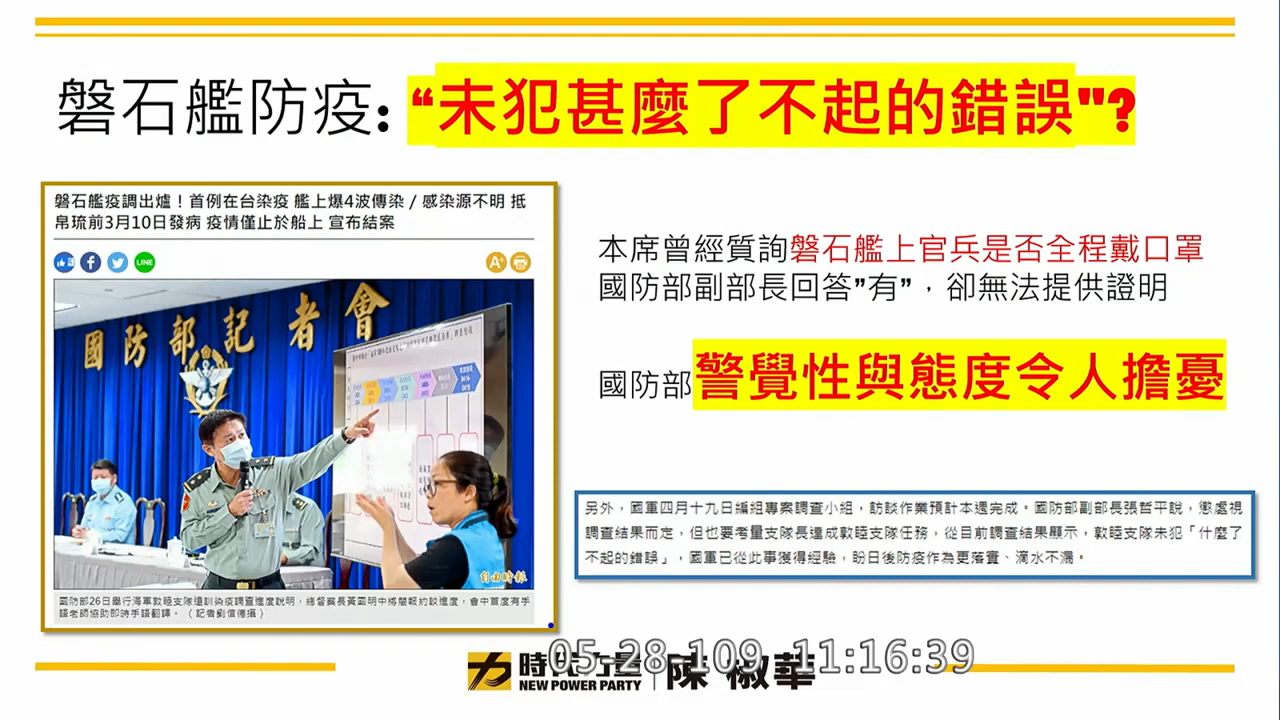 磐石艦防疫: “未犯甚麼了不起的錯誤"?
磐石艦疫調出爐！首例在台染疫 艦上爆4波傳染 / 感染源不明 抵
帛琉前3月10日發病 疫情僅止於船上 宣布結案
LINE
A+
國防部記者會
自由時報
國防部26日舉行海軍敦睦支隊返訓染疫調查進度說明，總督察長黃國明中將簡報約談進度，會中首度有手
語老師協助即時手語翻譯。（記者劉信德攝）
本席曾經質詢磐石艦上官兵是否全程戴口罩
國防部副部長回答”有”，卻無法提供證明
國防部警覺性與態度令人擔憂
另外，國軍四月十九日編組專案調查小組，訪談作業預計本週完成。國防部副部長張哲平說，懲處視
調查結果而定，但也要考量支隊長達成敦睦支隊任務，從目前調查結果顯示，敦睦支隊未犯「什麼了
不起的錯誤」，國軍已從此事獲得經驗，盼日後防疫作為更落實、滴水不漏。
時代力量
NEW POWER PARTY
陳椒華
05-28-109 11:16:39